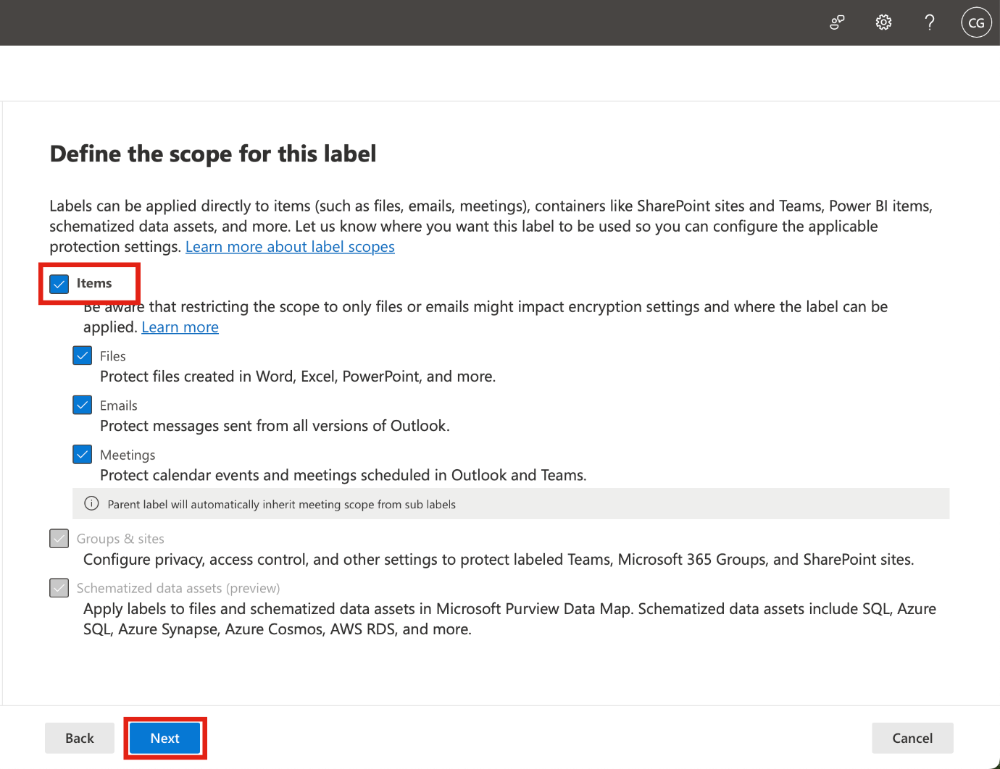 CG
Define the scope for this label
Labels can be applied directly to items (such as files, emails, meetings), containers like SharePoint sites and Teams, Power BI items,
schematized data assets, and more. Let us know where you want this label to be used so you can configure the applicable
protection settings. Learn more about label scopes
Items
Be aware that restricting the scope to only files or emails might impact encryption settings and where the label can be
applied. Learn more
Files
Protect files created in Word, Excel, PowerPoint, and more.
Emails
Protect messages sent from all versions of Outlook.
Meetings
Protect calendar events and meetings scheduled in Outlook and Teams.
Parent label will automatically inherit meeting scope from sub labels
Groups & sites
Configure privacy, access control, and other settings to protect labeled Teams, Microsoft 365 Groups, and SharePoint sites.
Schematized data assets (preview)
Apply labels to files and schematized data assets in Microsoft Purview Data Map. Schematized data assets include SQL, Azure
SQL, Azure Synapse, Azure Cosmos, AWS RDS, and more.
Back Next Cancel